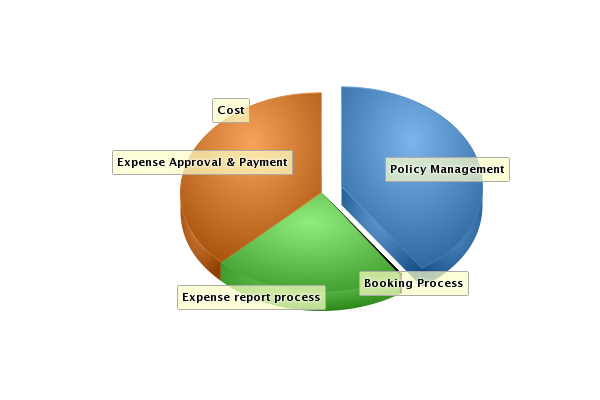 Cost
Expense Approval & Payment
Policy Management
Booking Process
Expense report process